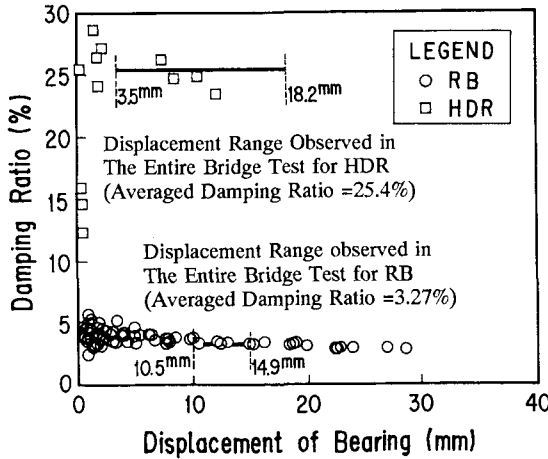 30
25
20
15
10
5
0
Damping Ratio (%)
LEGEND
RB
HDR
3.5mm
18.2mm
Displacement Range Observed in
The Entire Bridge Test for HDR
(Averaged Damping Ratio =25.4%)
Displacement Range observed in
The Entire Bridge Test for RB
(Averaged Damping Ratio =3.27%)
10.5mm
14.9mm
0
10
20
30
40
Displacement of Bearing (mm)